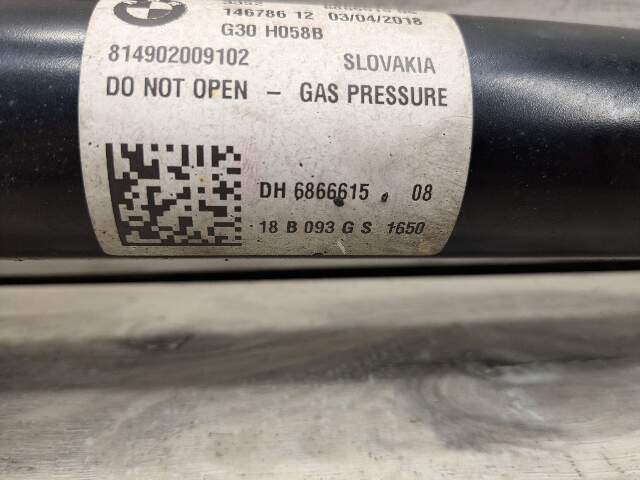 146786 12 03/04/2018
G30 H058B
814902009102 SLOVAKIA
DO NOT OPEN - GAS PRESSURE
DH 6866615 08
18 B 093 G S 1650